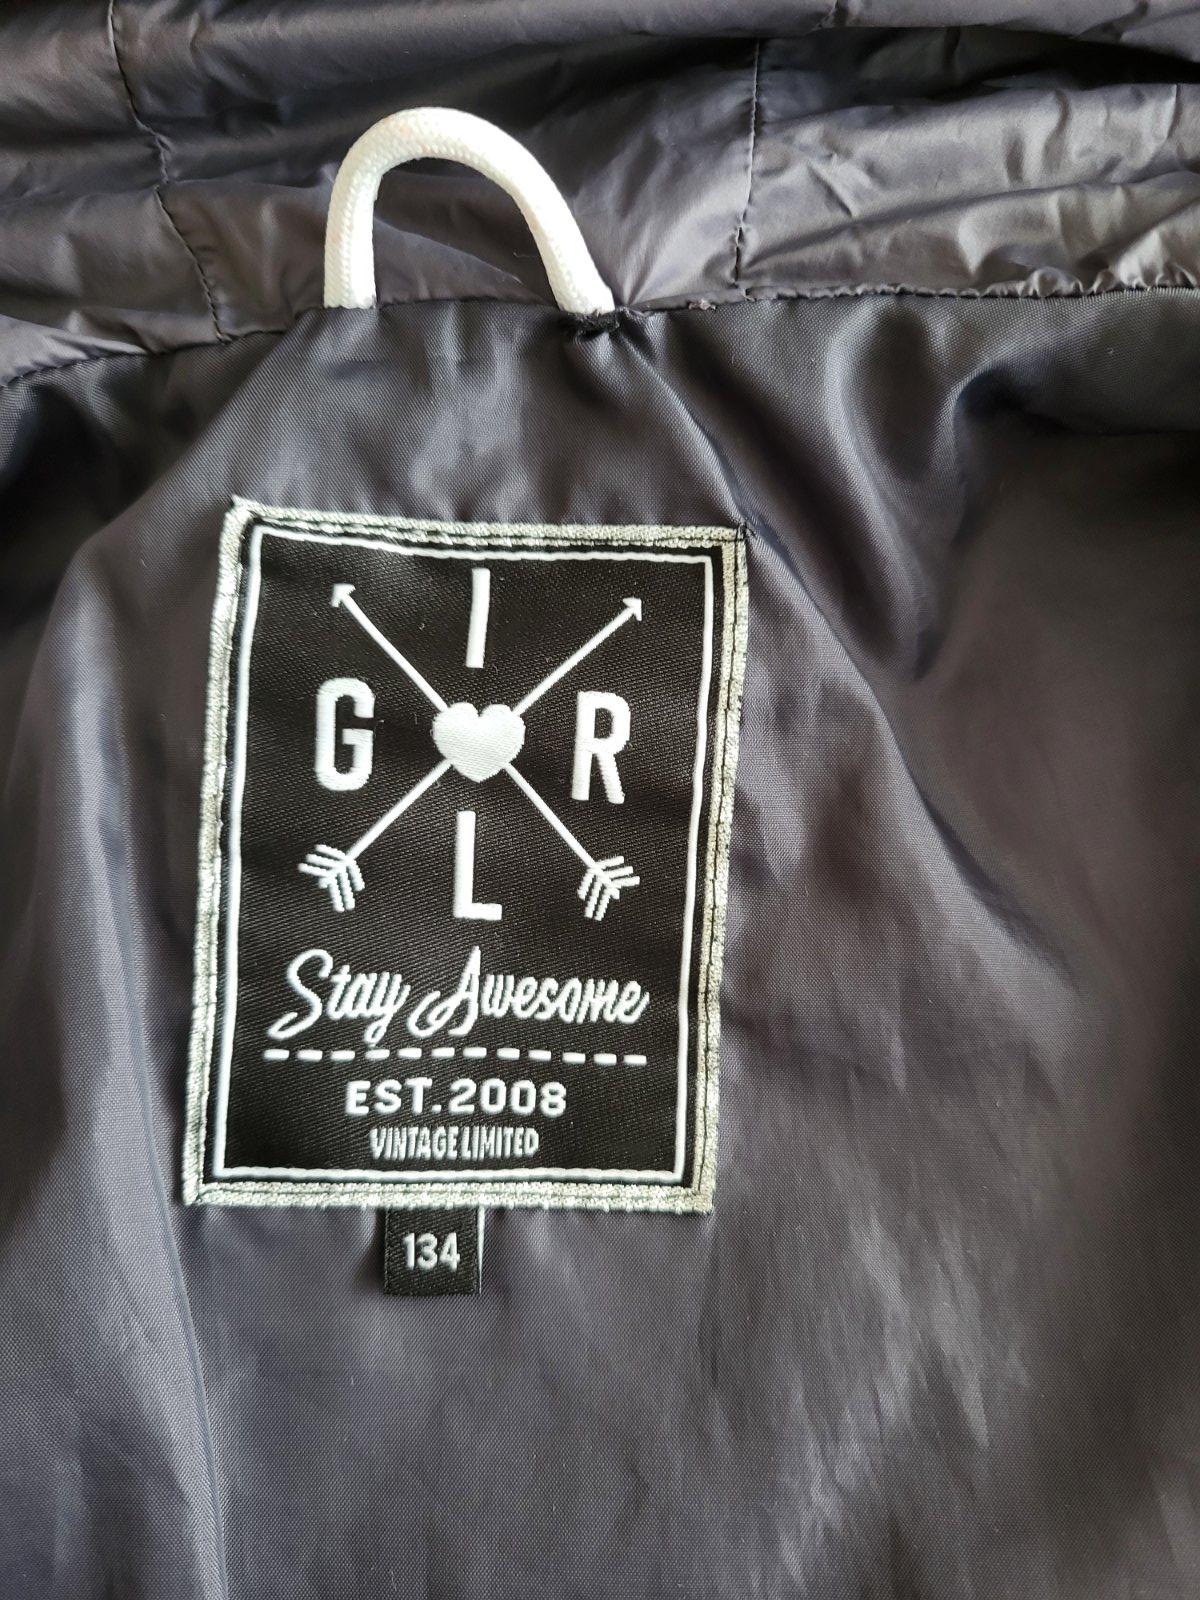 I
G R
L
Stay Awesome
EST.2008
VINTAGE LIMITED
134